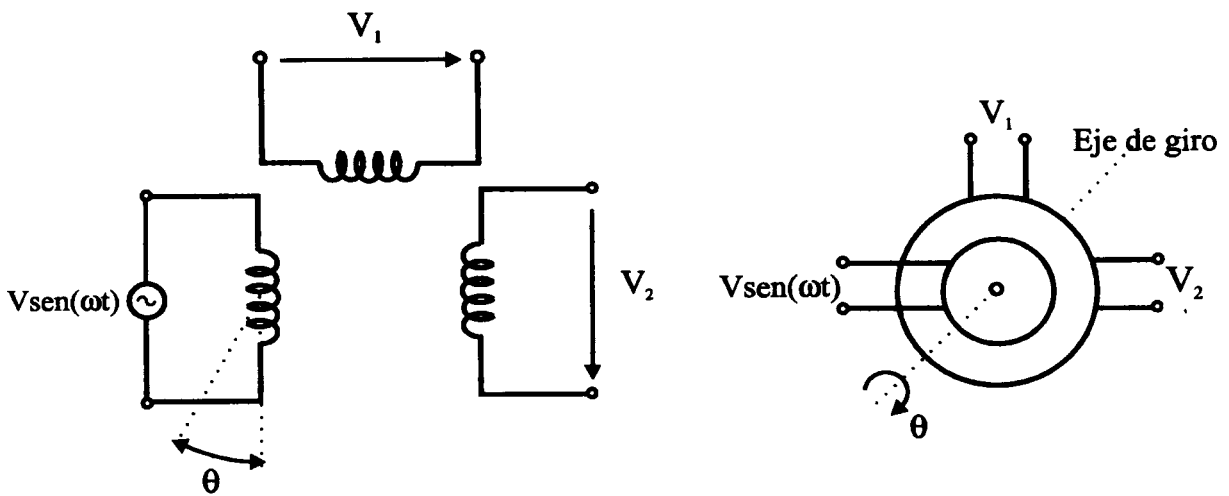 V₁
Vsen(ωt)
V₂
θ
V₁
Eje de giro
Vsen(ωt)
V₂
θ